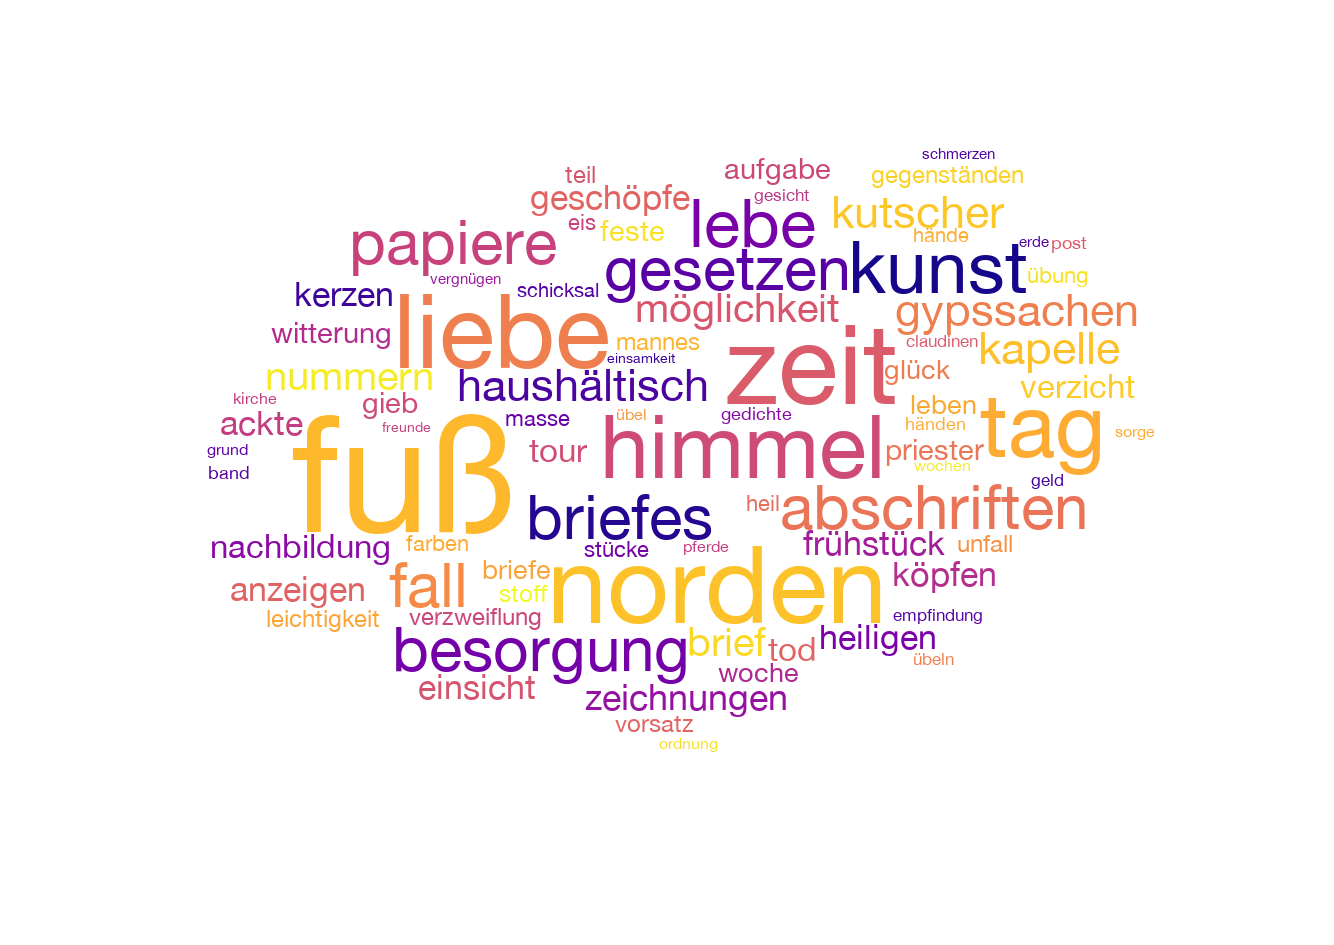 schmerzen
teil
aufgabe
gegenständen
geschöpfe
gesicht
eis
feste
lebe
kutscher
hände
papiere
erde
post
vergnügen
gesetzen
kunst
übung
kerzen
schicksal
liebe
möglichkeit
gypssachen
witterung
mannes
claudinen
einsamkeit
zeit
kapelle
nummern
haushältisch
glück
verzicht
kirche
gieb
leben
ackte
freunde
masse
übel
gedichte
händen
tag
sorge
grund
fuß
tour
himmel
priester
wochen
band
geld
briefes
heil
abschriften
nachbildung
farben
stücke
pferde
frühstück
unfall
anzeigen
fall
briefe
stoff
norden
köpfen
leichtigkeit
verzweiflung
empfindung
besorgung
brief
tod
heiligen
übeln
einsicht
woche
zeichnungen
vorsatz
ordnung